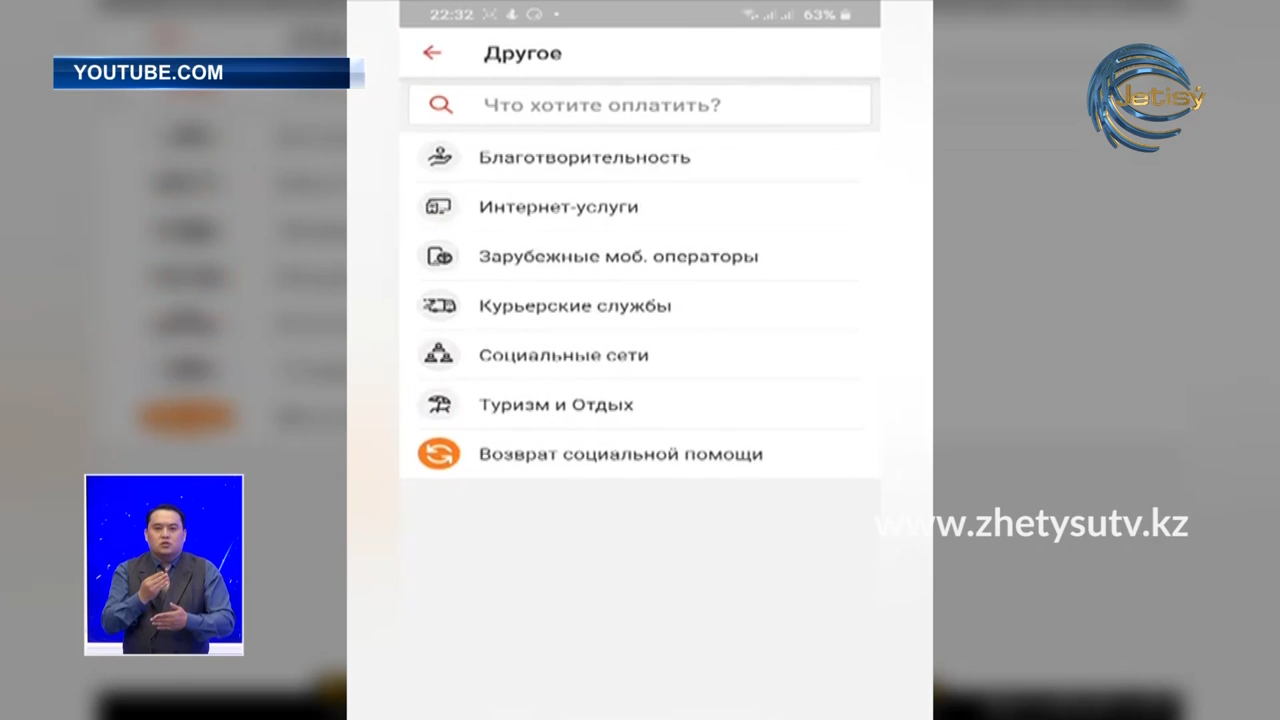 22:32
63%
YOUTUBE.COM
Jetisý
Другое
Что хотите оплатить?
Благотворительность
Интернет-услуги
Зарубежные моб. операторы
Курьерские службы
Социальные сети
Туризм и Отдых
Возврат социальной помощи
www.zhetysutv.kz